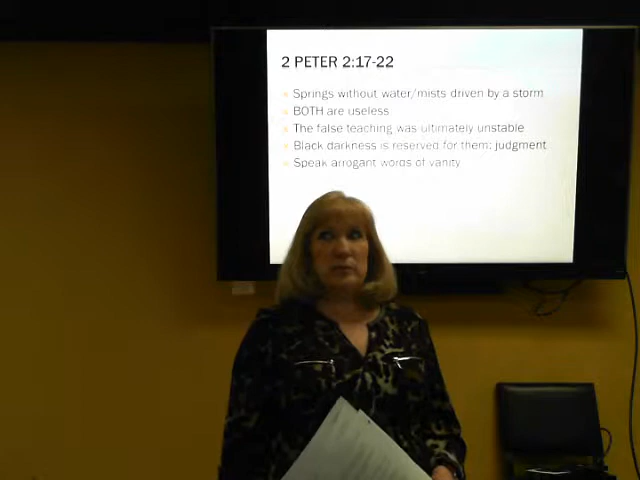 2 PETER 2:17-22
Springs without water/mists driven by a storm
BOTH are useless
The false teaching was ultimately unstable
Black darkness is reserved for them; judgment
Speak arrogant words of vanity